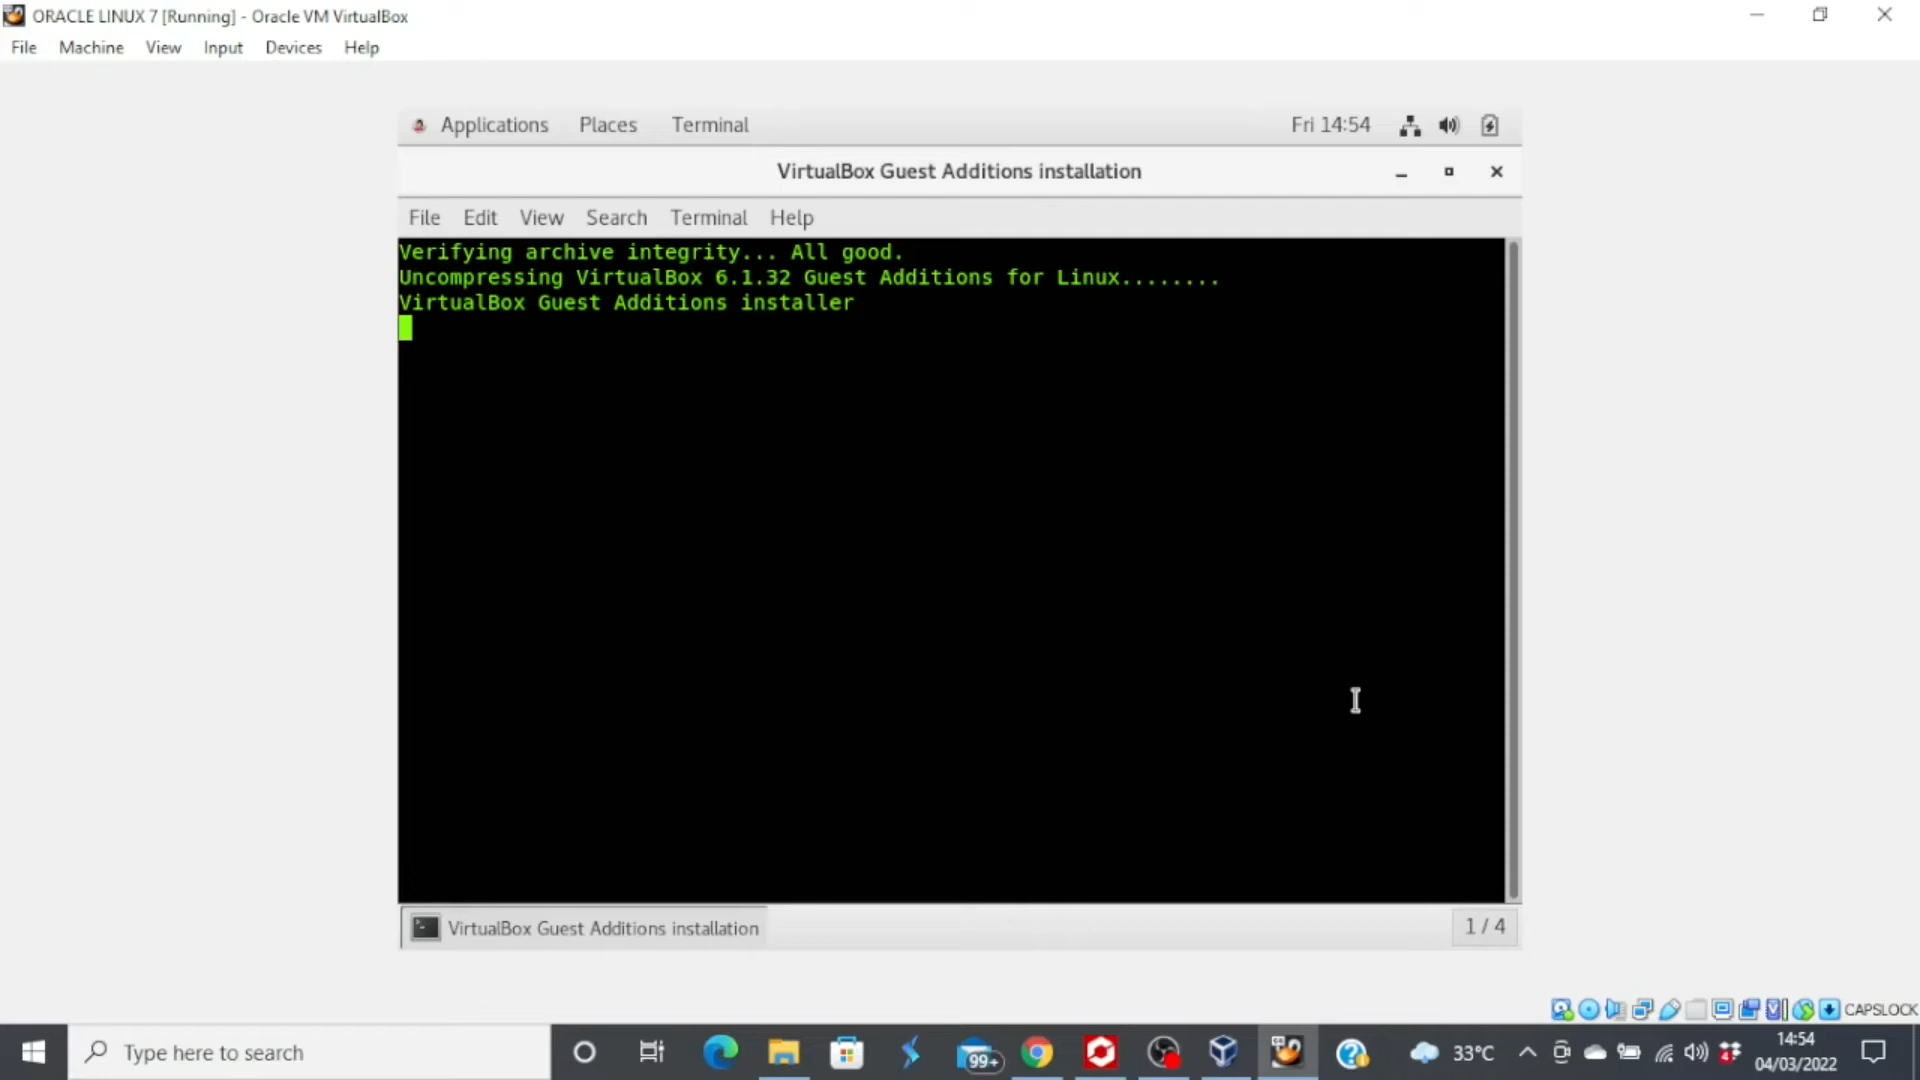 ORACLE LINUX 7 [Running] - Oracle VM VirtualBox
File Machine View Input Devices Help
Applications Places Terminal Fri 14:54
VirtualBox Guest Additions installation
File Edit View Search Terminal Help
Verifying archive integrity... All good.
Uncompressing VirtualBox 6.1.32 Guest Additions for Linux........
VirtualBox Guest Additions installer
VirtualBox Guest Additions installation 1 / 4
CAPSLOCK
Type here to search 99+ 33°C 14:54
04/03/2022